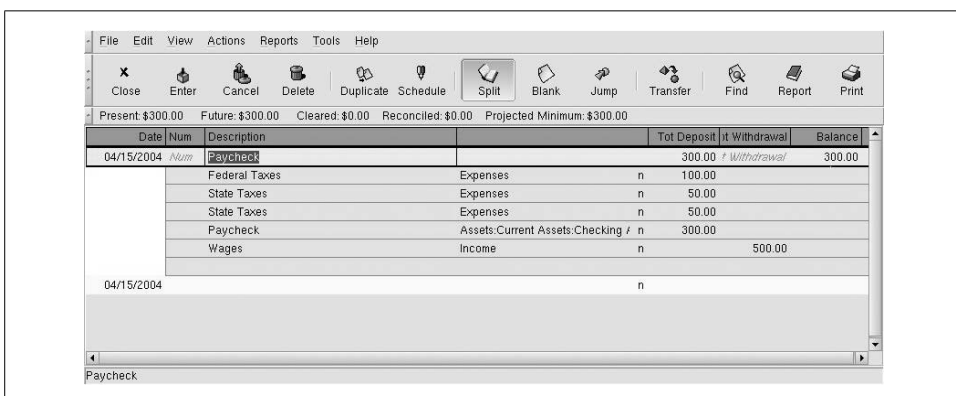 File Edit View Actions Reports Tools Help
Close Enter Cancel Delete Duplicate Schedule Split Blank Jump Transfer Find Report Print
Present: $300.00 Future: $300.00 Cleared: $0.00 Reconciled: $0.00 Projected Minimum: $300.00
Date Num Description Tot Deposit Withdrawal Balance
04/15/2004 Num Paycheck 300.00 Withdrawal 300.00
Federal Taxes Expenses n 100.00
State Taxes Expenses n 50.00
State Taxes Expenses n 50.00
Paycheck Assets:Current Assets:Checking n 300.00
Wages Income n 500.00
04/15/2004 n
Paycheck